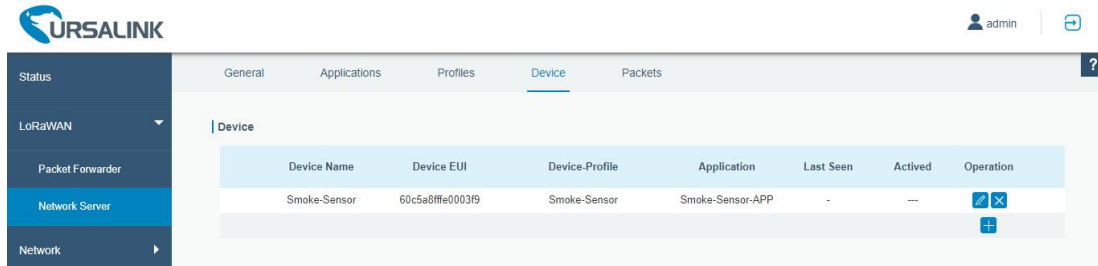 URSALINK
admin
?
Status
General Applications Profiles Device Packets
LoRaWAN
Device
Packet Forwarder
Device Name Device EUI Device-Profile Application Last Seen Actived Operation
Network Server
Smoke-Sensor 60c5a8fffe0003f9 Smoke-Sensor Smoke-Sensor-APP - ---
Network